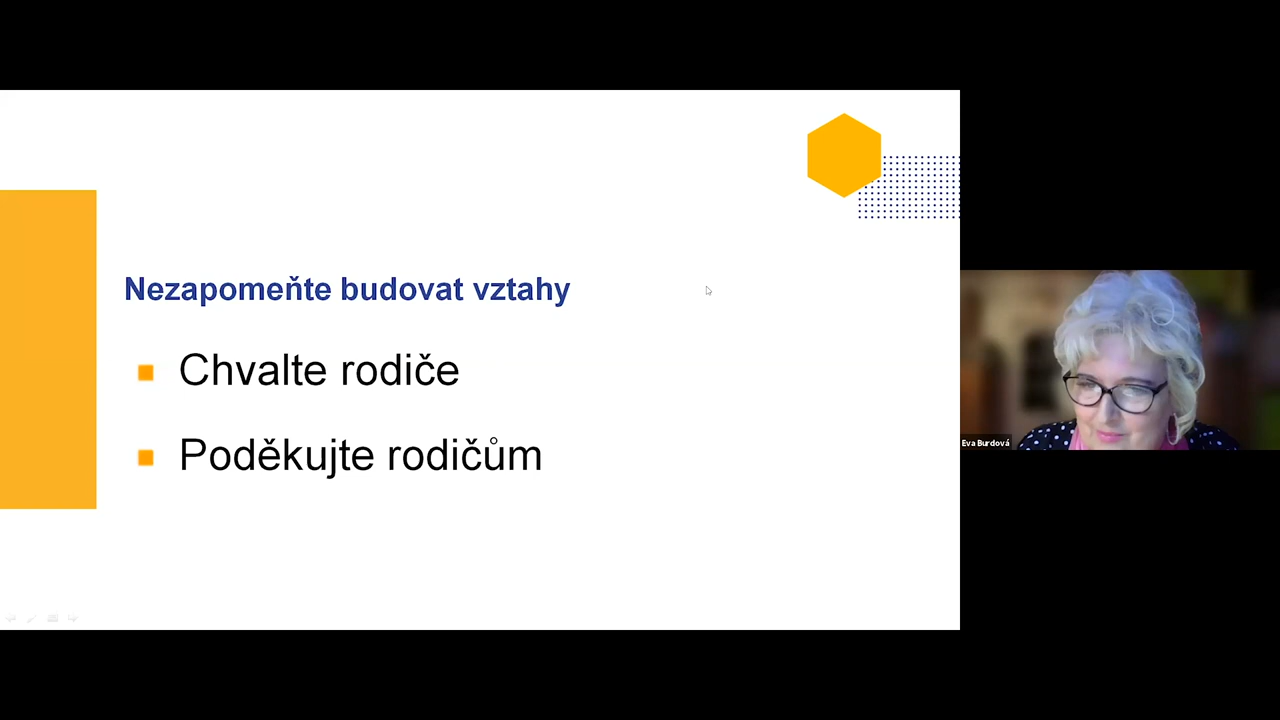 Nezapomeňte budovat vztahy
Chvalte rodiče
Poděkujte rodičům
Eva Burdová